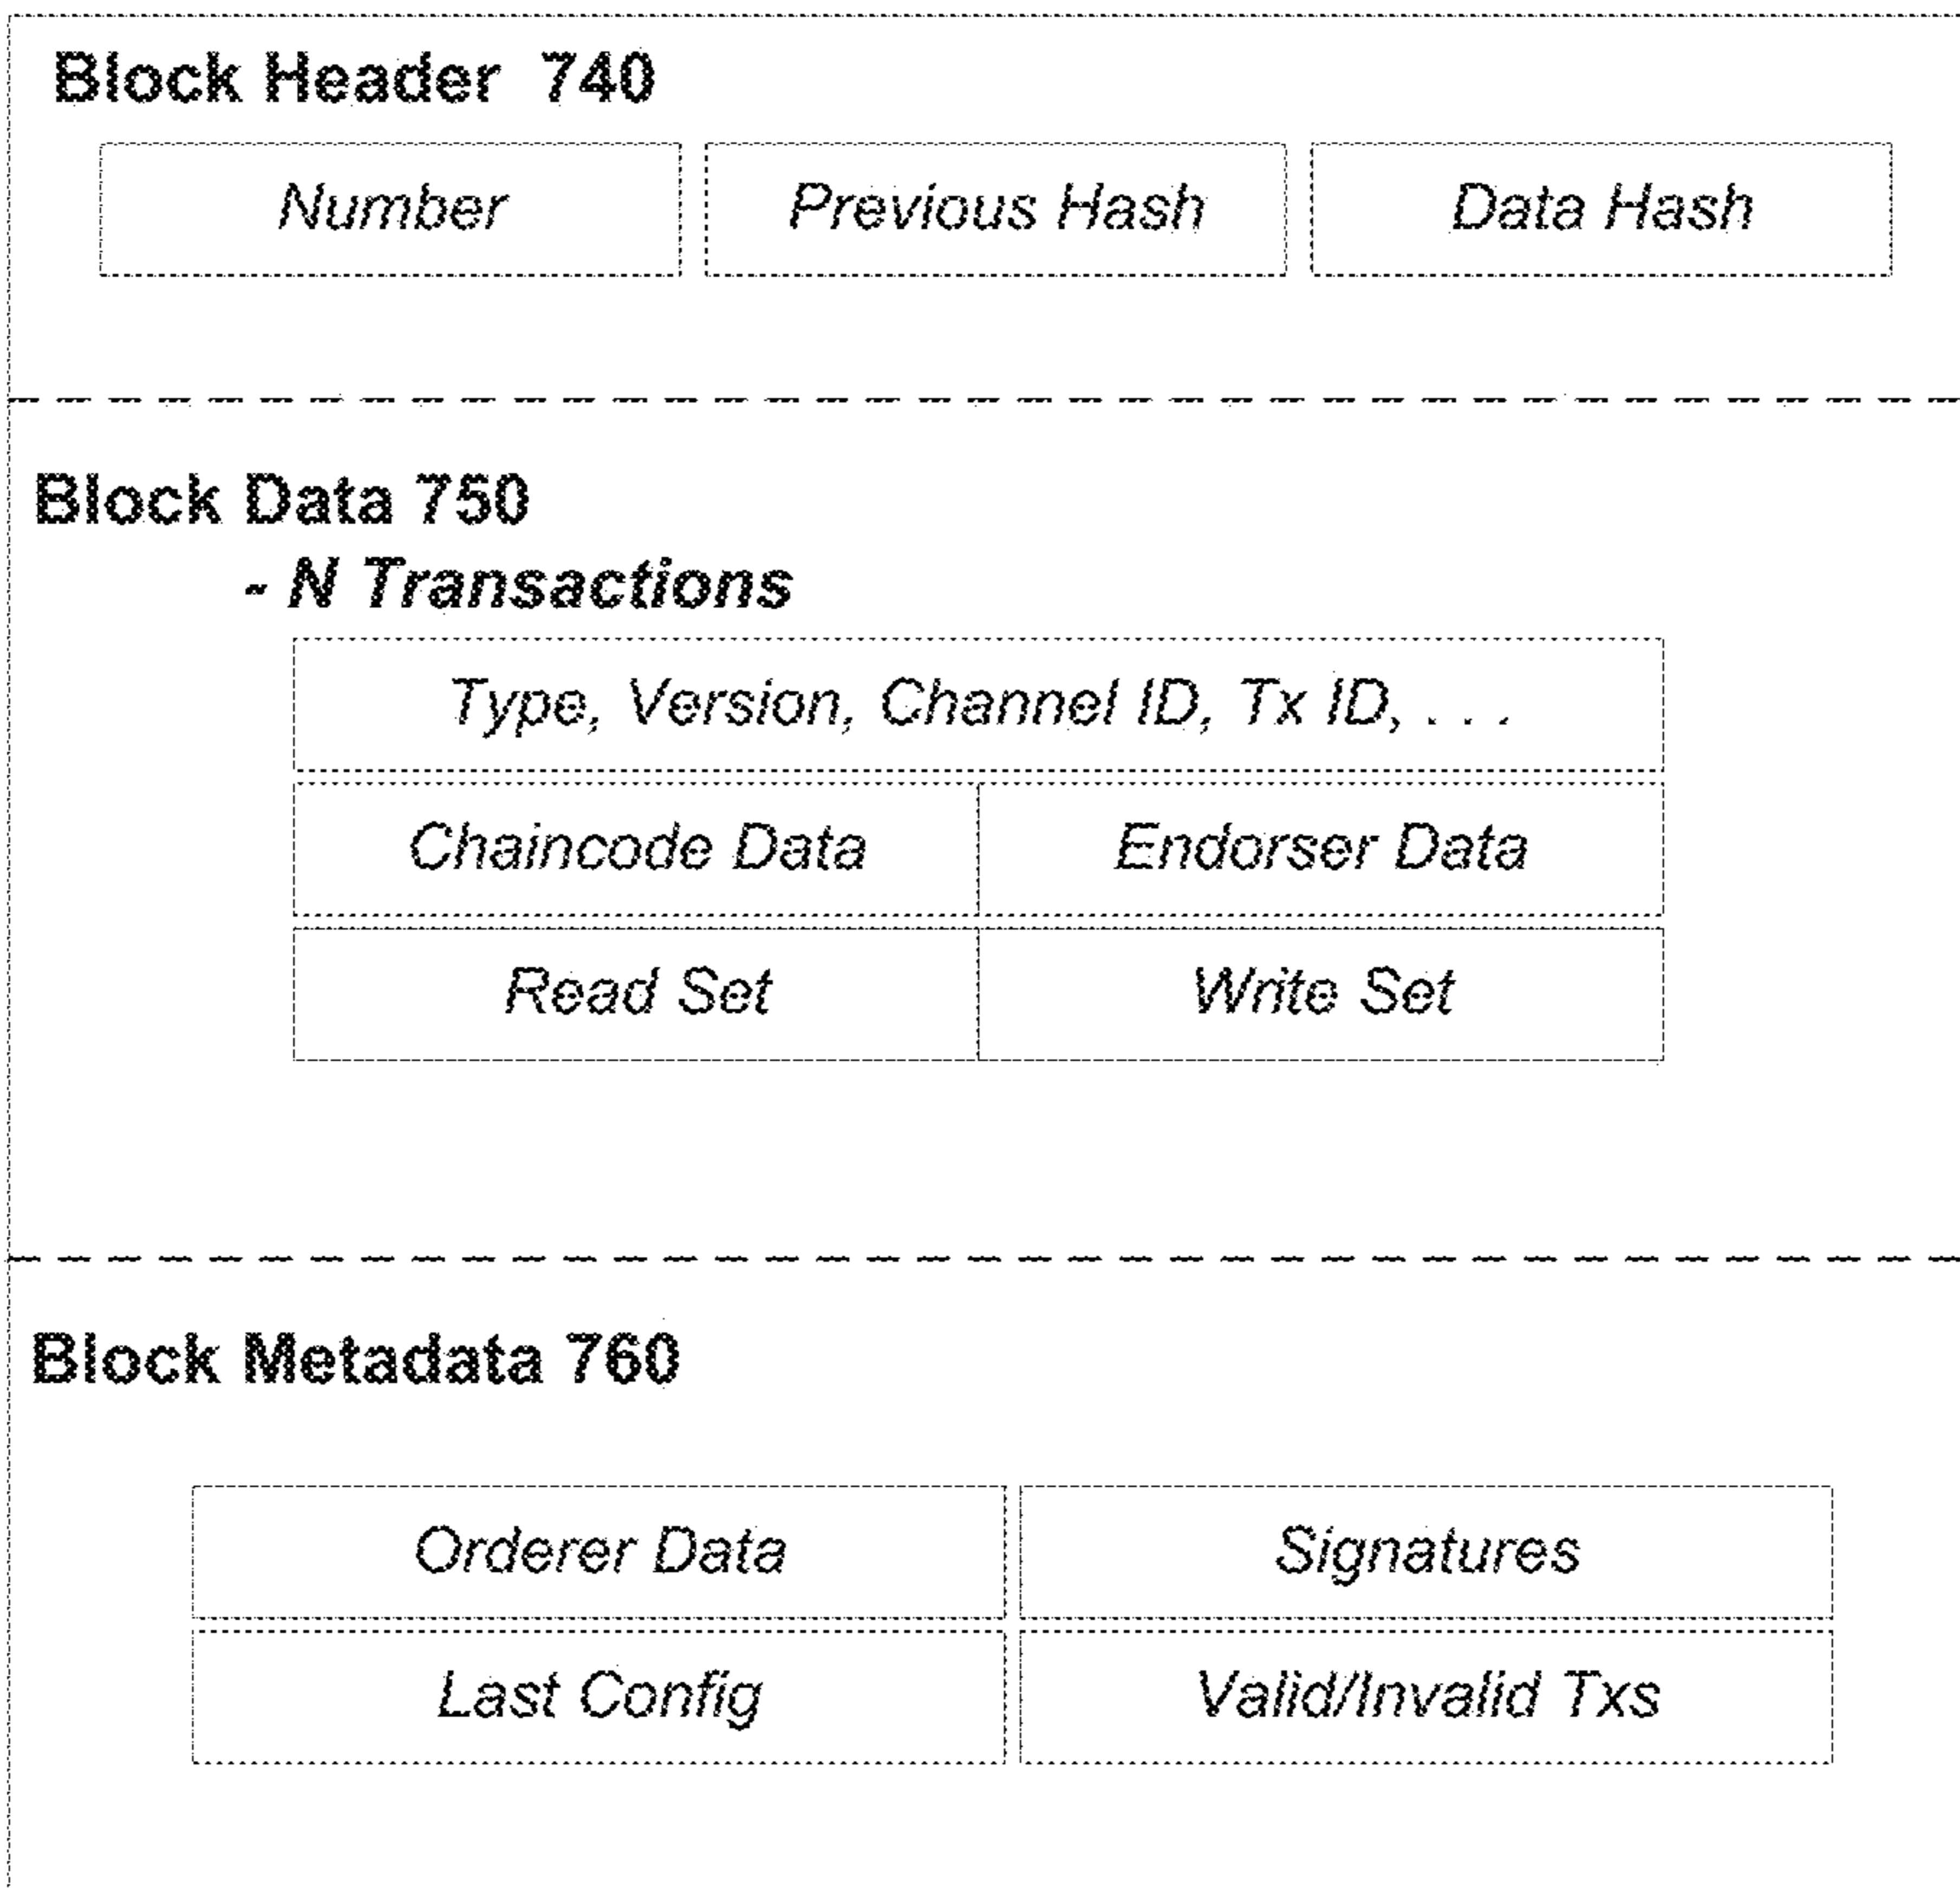 Block Header 740
Number Previous Hash Data Hash
Block Data 750
- N Transactions
Type, Version, Channel ID, Tx ID, . . .
Chaincode Data Endorser Data
Read Set Write Set
Block Metadata 760
Orderer Data Signatures
Last Config Valid/Invalid Txs